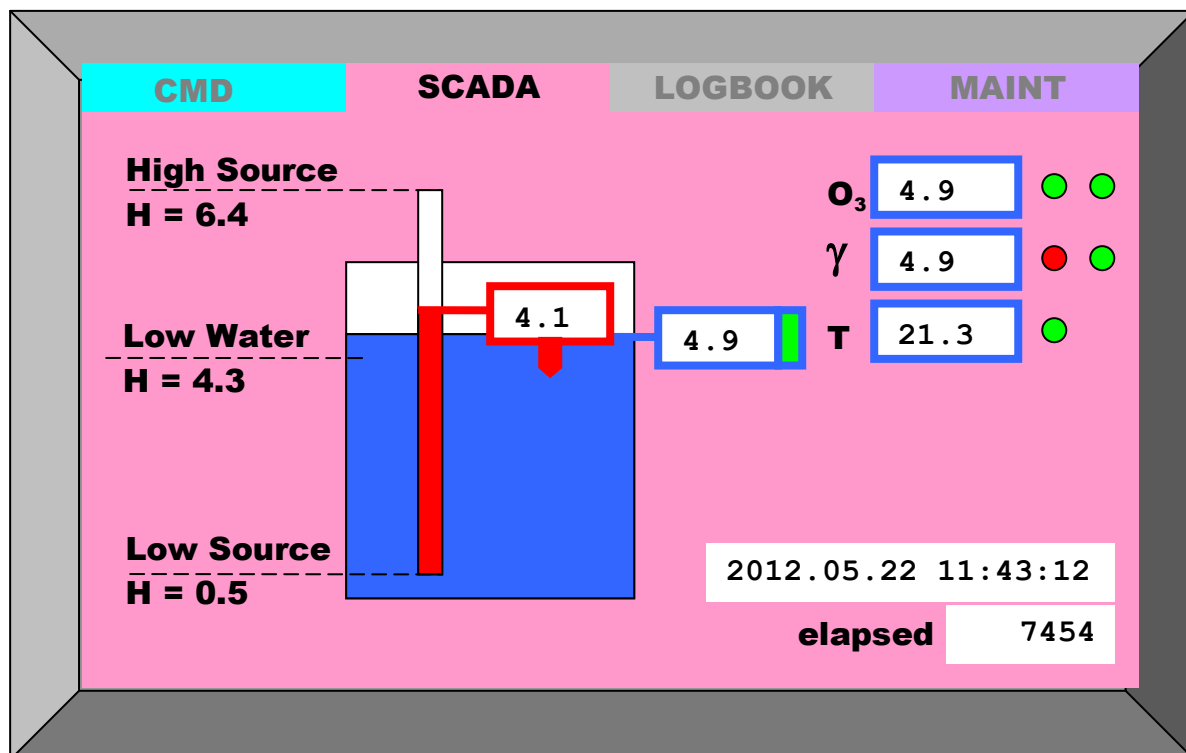 CMD SCADA LOGBOOK MAINT
High Source
H = 6.4
Low Water
H = 4.3
Low Source
H = 0.5
4.1
4.9
O₃ 4.9
γ 4.9
T 21.3
2012.05.22 11:43:12
elapsed 7454